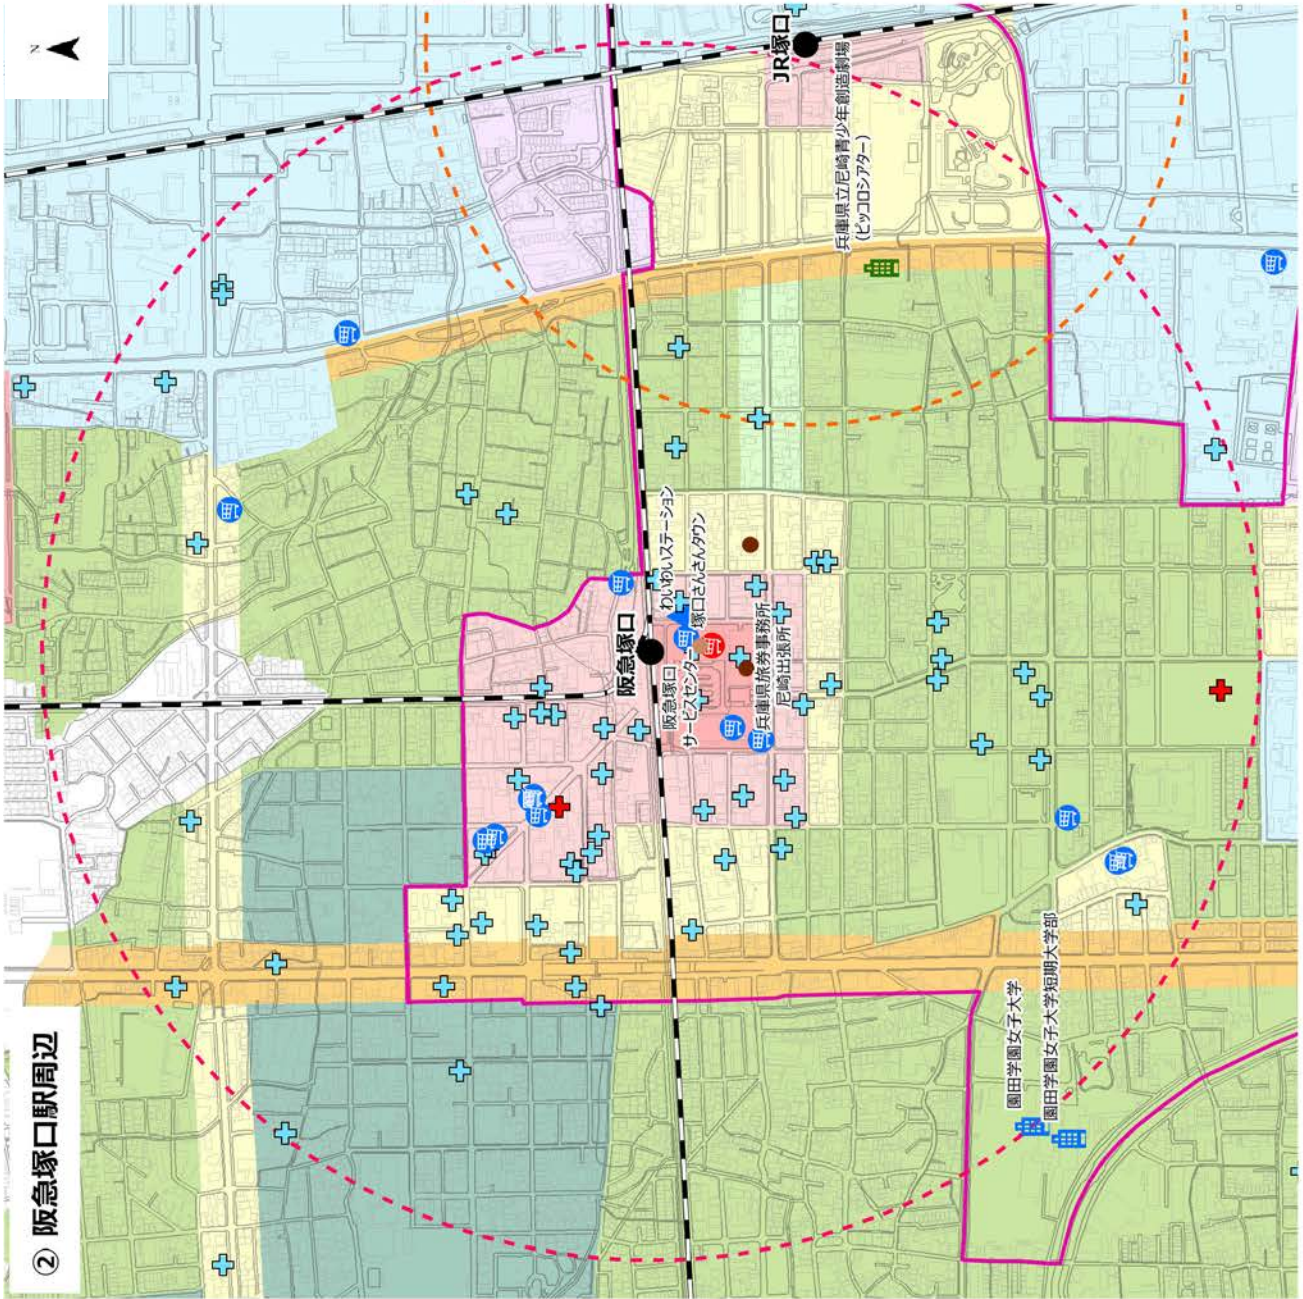 ② 阪急塚口駅周辺
N
JR塚口
兵庫県立尼崎青少年創造劇場
(ピッコロシアター)
阪急塚口
わいわいステーション
塚口さんさんタウン
阪急塚口
サービスセンター
兵庫県旅券事務所
尼崎出張所
園田学園女子大学
園田学園女子大学短期大学部